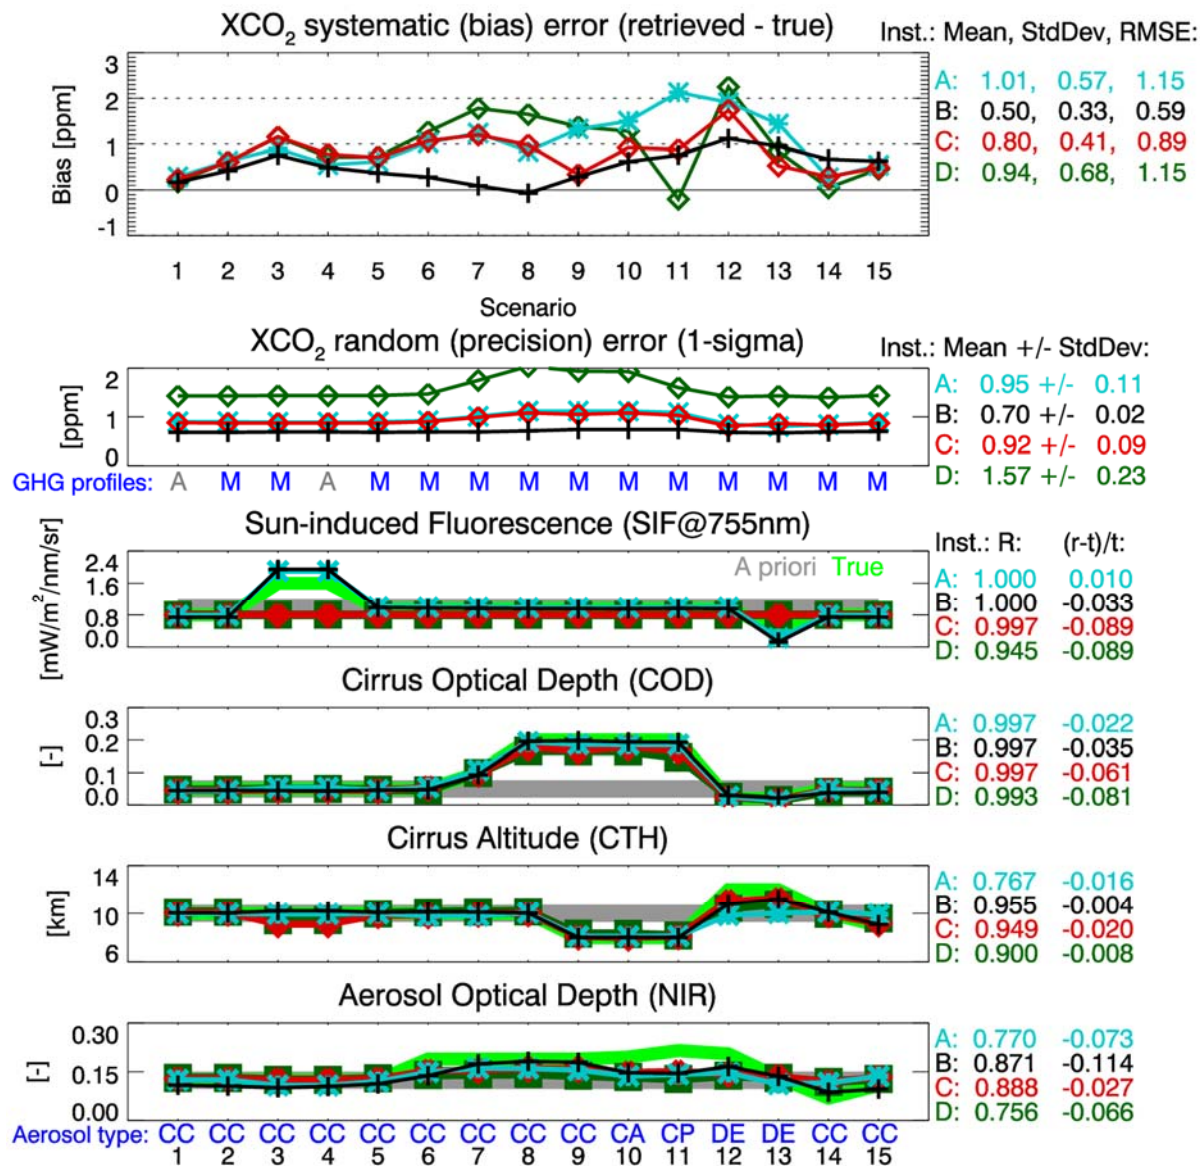 XCO2 systematic (bias) error (retrieved - true)
Inst.: Mean, StdDev, RMSE:
A: 1.01, 0.57, 1.15
B: 0.50, 0.33, 0.59
C: 0.80, 0.41, 0.89
D: 0.94, 0.68, 1.15
Bias [ppm]
3
2
1
0
-1
1 2 3 4 5 6 7 8 9 10 11 12 13 14 15
Scenario
XCO2 random (precision) error (1-sigma)
Inst.: Mean +/- StdDev:
A: 0.95 +/- 0.11
B: 0.70 +/- 0.02
C: 0.92 +/- 0.09
D: 1.57 +/- 0.23
[ppm]
2
1
0
GHG profiles: A M M A M M M M M M M M M M M
Sun-induced Fluorescence (SIF@755nm)
A priori True
Inst.: R: (r-t)/t:
A: 1.000 0.010
B: 1.000 -0.033
C: 0.997 -0.089
D: 0.945 -0.089
[mW/m2/nm/sr]
2.4
1.6
0.8
0.0
Cirrus Optical Depth (COD)
A: 0.997 -0.022
B: 0.997 -0.035
C: 0.997 -0.061
D: 0.993 -0.081
[-]
0.3
0.2
0.1
0.0
Cirrus Altitude (CTH)
A: 0.767 -0.016
B: 0.955 -0.004
C: 0.949 -0.020
D: 0.900 -0.008
[km]
14
10
6
Aerosol Optical Depth (NIR)
A: 0.770 -0.073
B: 0.871 -0.114
C: 0.888 -0.027
D: 0.756 -0.066
[-]
0.30
0.15
0.00
Aerosol type: CC CC CC CC CC CC CC CC CC CA CP DE DE CC CC
1 2 3 4 5 6 7 8 9 10 11 12 13 14 15